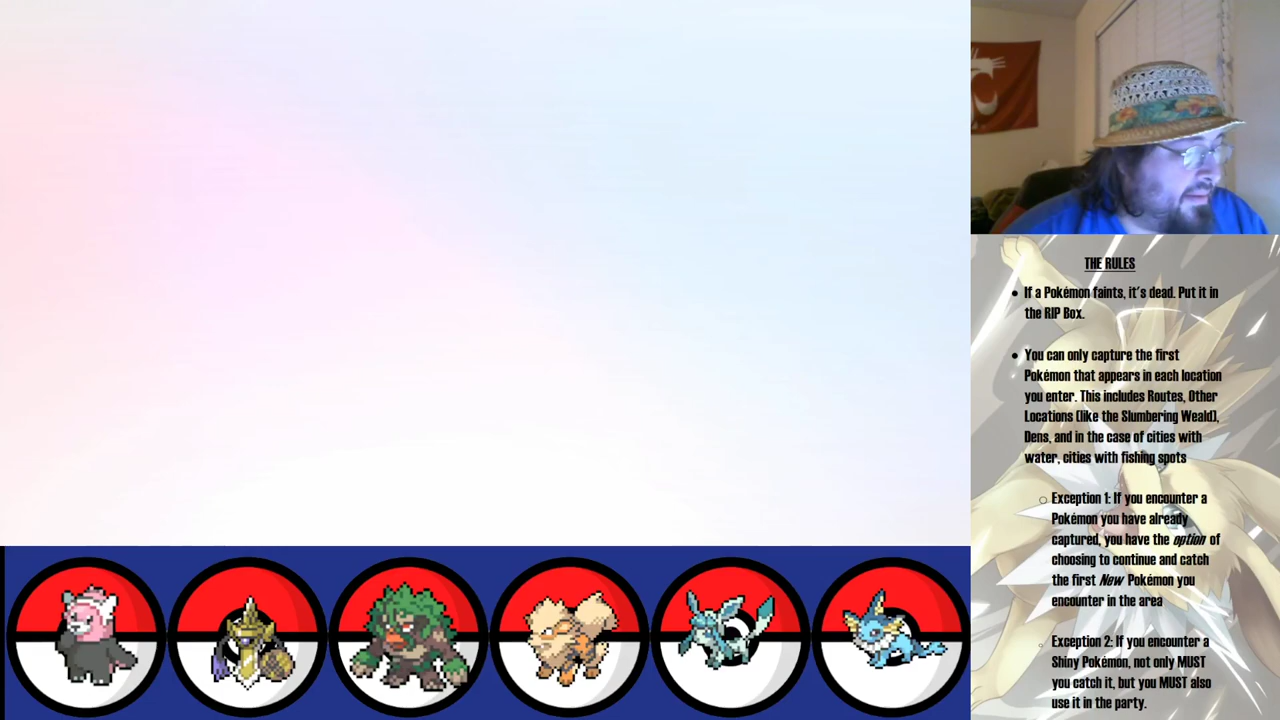 THE RULES
• If a Pokémon faints, it's dead. Put it in
the RIP Box.
• You can only capture the first
Pokémon that appears in each location
you enter. This includes Routes, Other
Locations (like the Slumbering Weald),
Dens, and in the case of cities with
water, cities with fishing spots
○ Exception 1: If you encounter a
Pokémon you have already
captured, you have the option of
choosing to continue and catch
the first New Pokémon you
encounter in the area
○ Exception 2: If you encounter a
Shiny Pokémon, not only MUST
you catch it, but you MUST also
use it in the party.